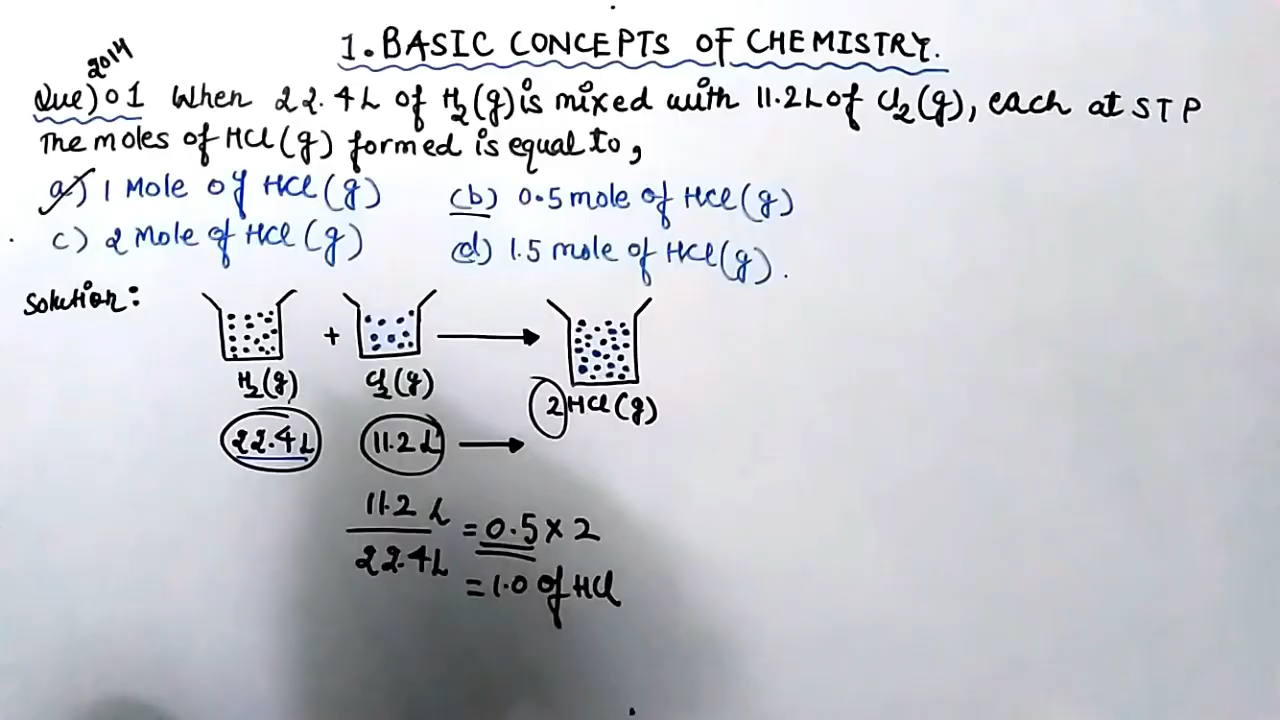 1. BASIC CONCEPTS OF CHEMISTRY.
2014
Que) 01 When 22.4L of H2(g) is mixed with 11.2L of Cl2(g), each at STP
The moles of HCl(g) formed is equal to,
a) 1 Mole of HCl(g) (b) 0.5 mole of HCl(g)
c) 2 Mole of HCl(g) (d) 1.5 mole of HCl(g).
Solution:
+
H2(g) Cl2(g) 2HCl(g)
22.4L 11.2L
11.2 L
22.4L
= 0.5 × 2
= 1.0 of HCl